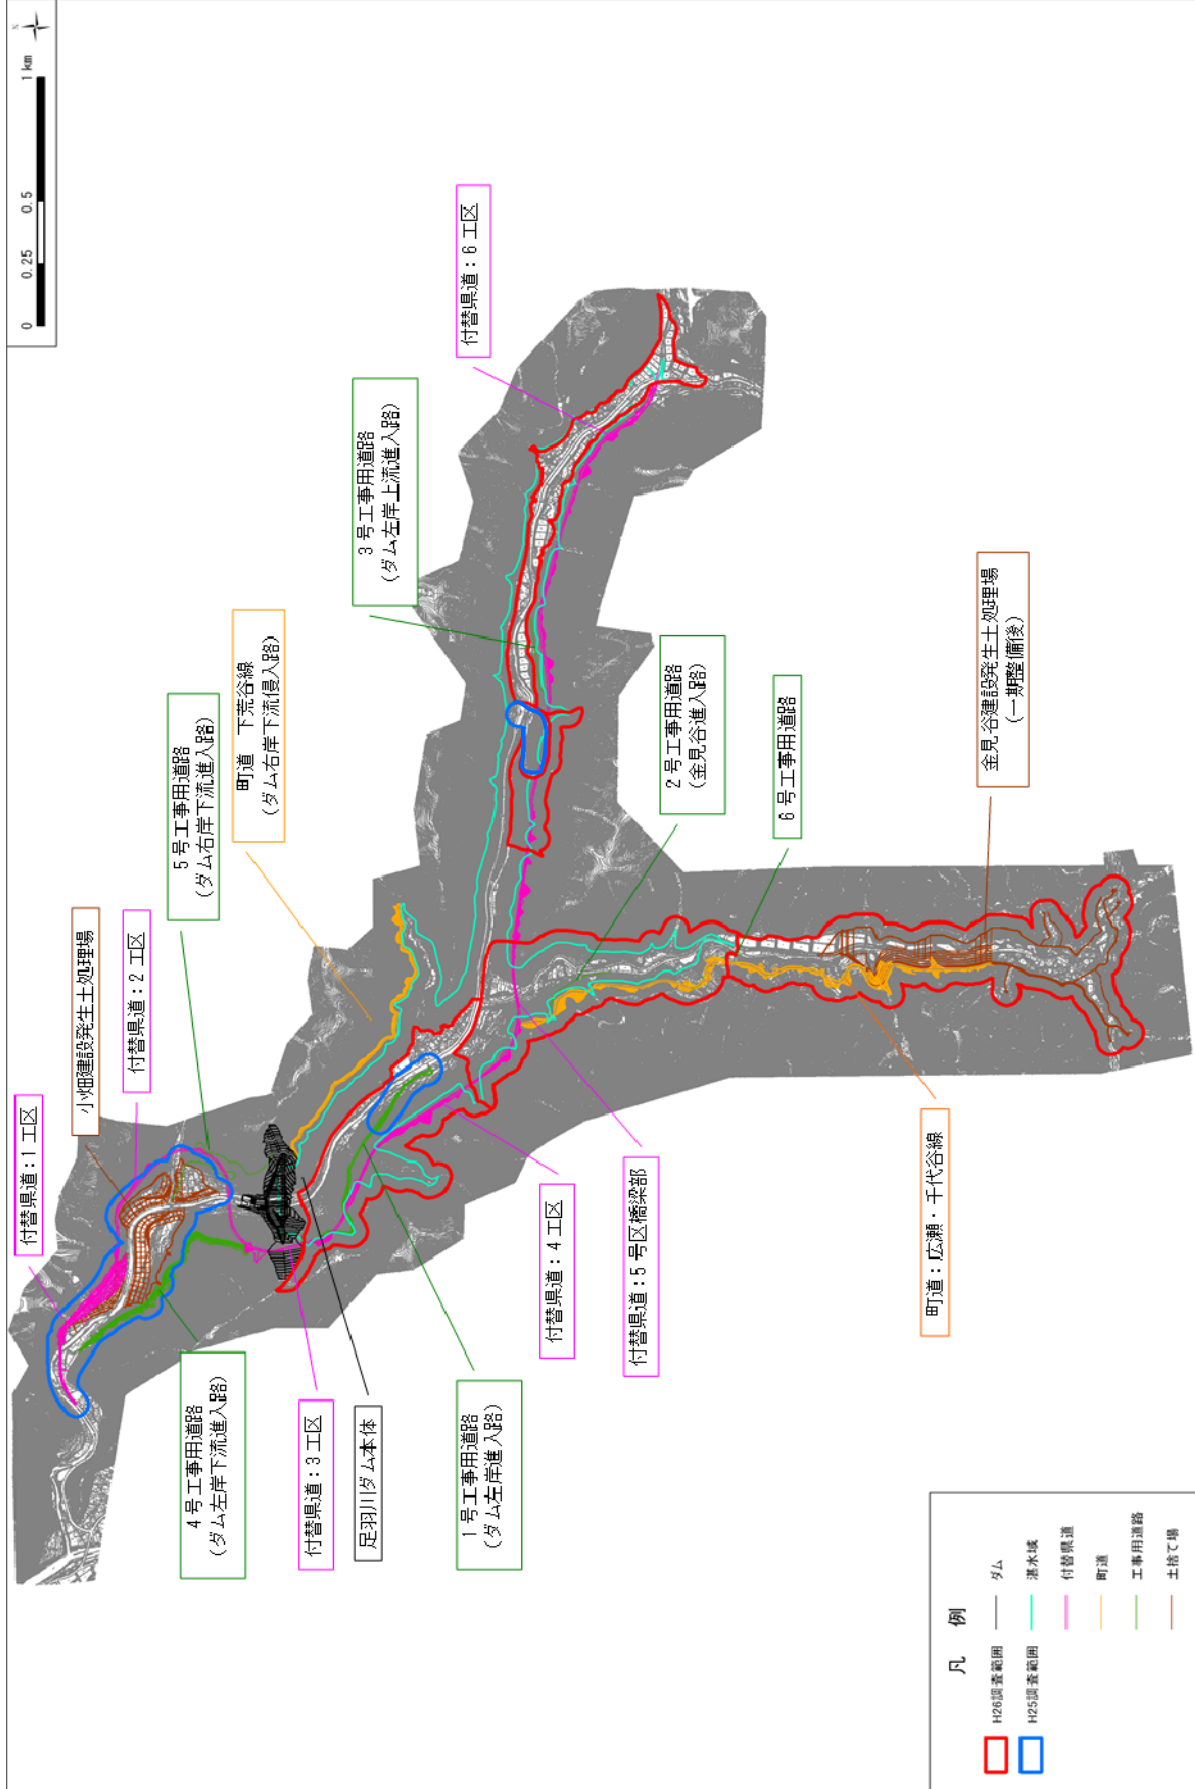 付替県道：1 工区
小畑建設発生土処理場
付替県道：2 工区
5 号工事用道路
（ダム右岸下流進入路）
町道　下荒谷線
（ダム右岸下流侵入路）
3 号工事用道路
（ダム左岸上流進入路）
付替県道：6 工区
0
0.25
0.5
1 km
N
4 号工事用道路
（ダム左岸下流進入路）
付替県道：3 工区
足羽川ダム本体
1 号工事用道路
（ダム左岸進入路）
付替県道：4 工区
付替県道：5 号区橋梁部
2 号工事用道路
（金見谷進入路）
6 号工事用道路
町道：広瀬・千代谷線
金見谷建設発生土処理場
（一期整備後）
凡　例
H26調査範囲
H25調査範囲
ダム
湛水域
付替県道
町道
工事用道路
土捨て場